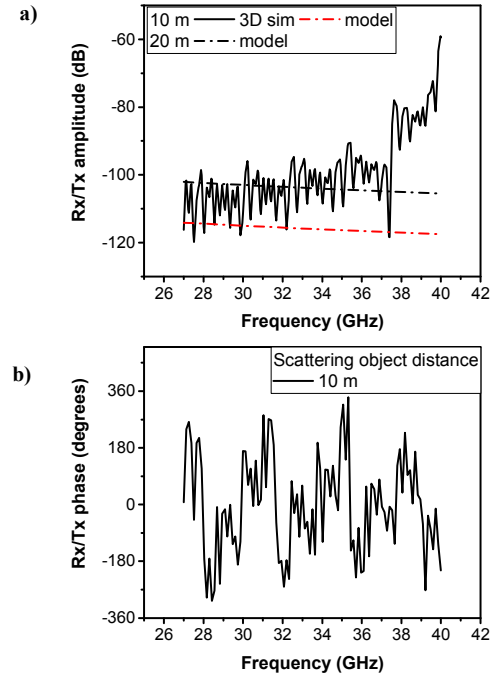 a)
10 m 3D sim model
20 m model
-60
-80
-100
-120
Rx/Tx amplitude (dB)
26 28 30 32 34 36 38 40 42
Frequency (GHz)
b)
Scattering object distance
10 m
360
180
0
-180
-360
Rx/Tx phase (degrees)
26 28 30 32 34 36 38 40 42
Frequency (GHz)